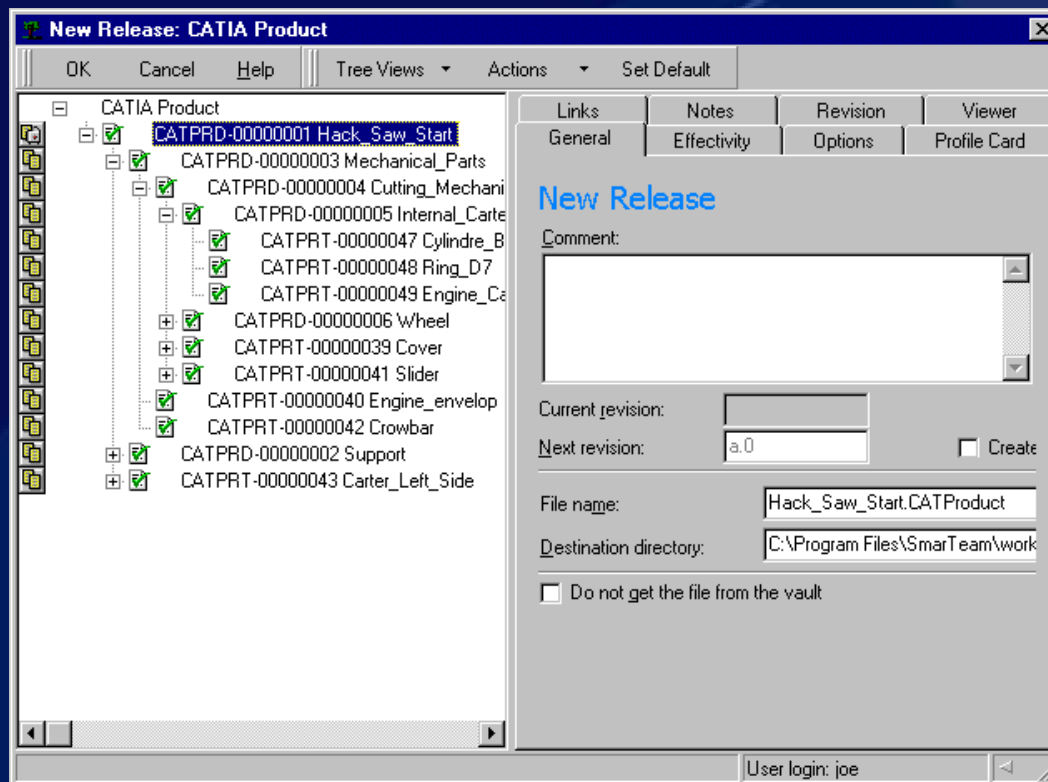 New Release: CATIA Product
OK Cancel Help Tree Views Actions Set Default
CATIA Product
CATPRD-00000001 Hack_Saw_Start
CATPRD-00000003 Mechanical_Parts
CATPRD-00000004 Cutting_Mechani
CATPRD-00000005 Internal_Carte
CATPRT-00000047 Cylindre_B
CATPRT-00000048 Ring_D7
CATPRT-00000049 Engine_Ca
CATPRD-00000006 Wheel
CATPRT-00000039 Cover
CATPRT-00000041 Slider
CATPRT-00000040 Engine_envelop
CATPRT-00000042 Crowbar
CATPRD-00000002 Support
CATPRT-00000043 Carter_Left_Side
Links Notes Revision Viewer
General Effectivity Options Profile Card
New Release
Comment:
Current revision:
Next revision: a.0 Create
File name: Hack_Saw_Start.CATProduct
Destination directory: C:\Program Files\SmarTeam\work
Do not get the file from the vault
User login: joe